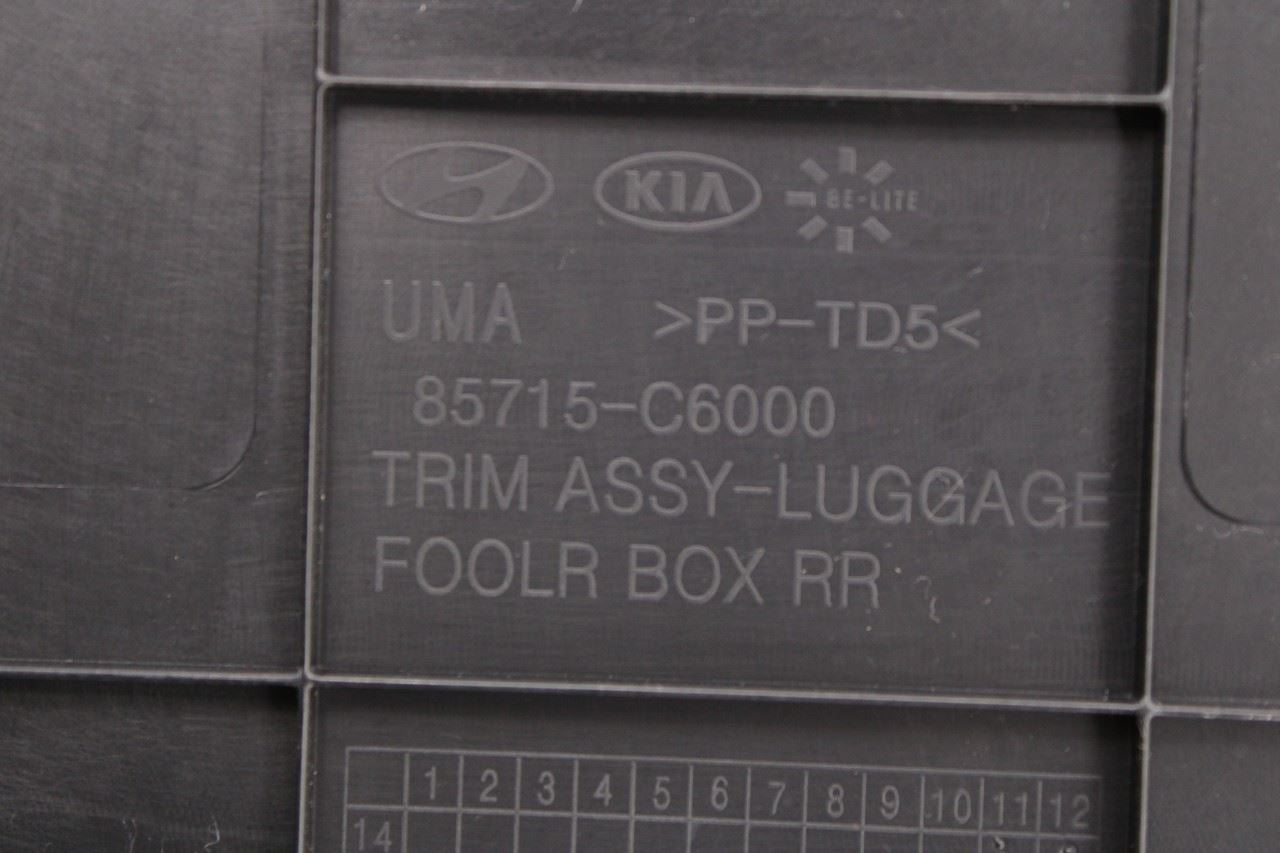 KIA BE-LITE
UMA >PP-TD5<
85715-C6000
TRIM ASSY-LUGGAGE
FOOLR BOX RR
1 2 3 4 5 6 7 8 9 10 11 12
14